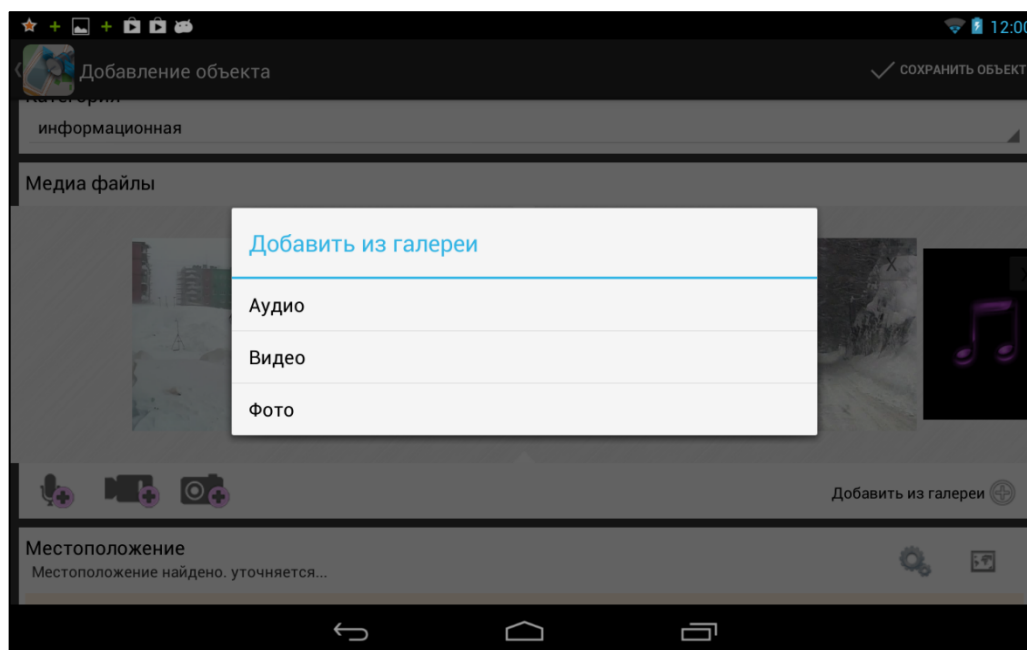 12:00
Добавление объекта
СОХРАНИТЬ ОБЪЕКТ
Категория
информационная
Медиа файлы
Добавить из галереи
Аудио
Видео
Фото
Добавить из галереи
Местоположение
Местоположение найдено. уточняется...